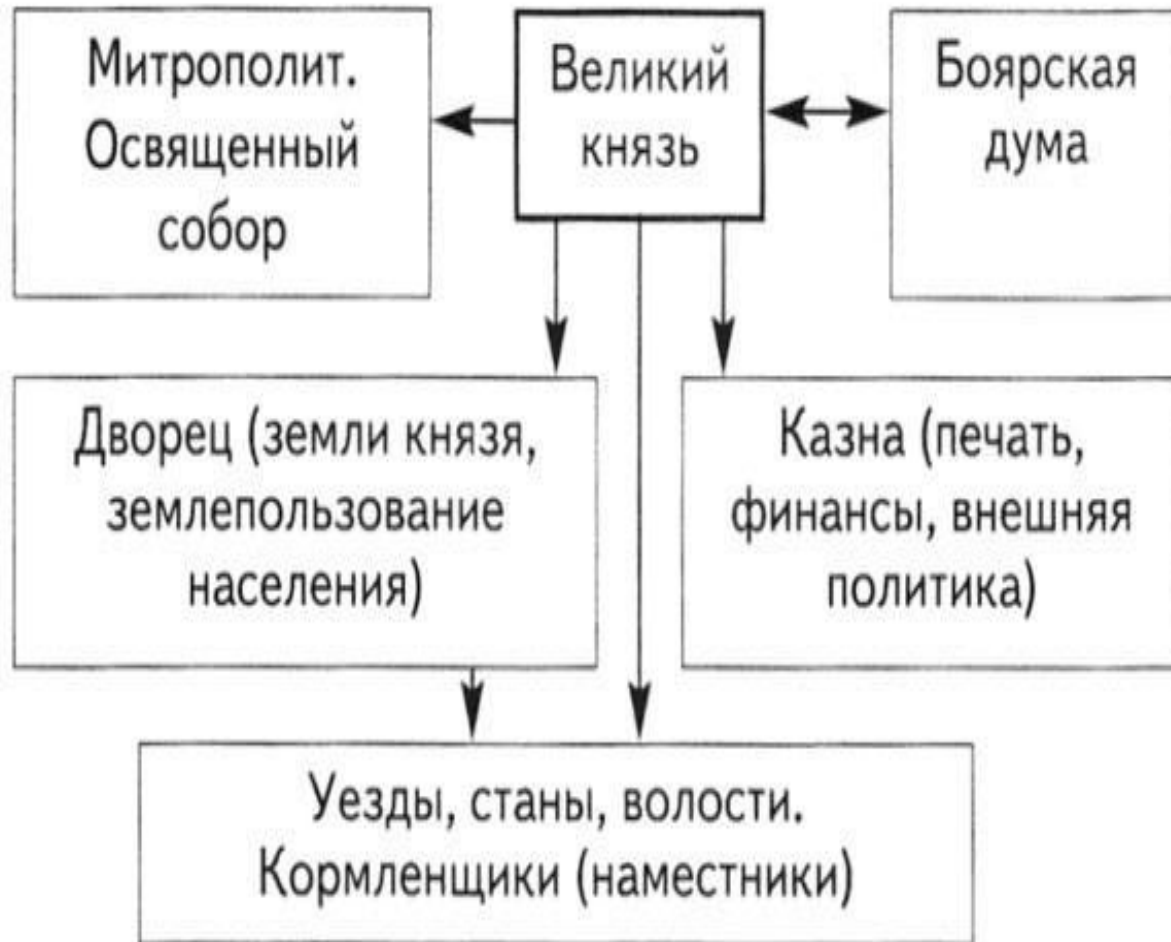 Митрополит.
Освященный
собор
Великий
князь
Боярская
дума
Дворец (земли князя,
землепользование
населения)
Казна (печать,
финансы, внешняя
политика)
Уезды, станы, волости.
Кормленщики (наместники)